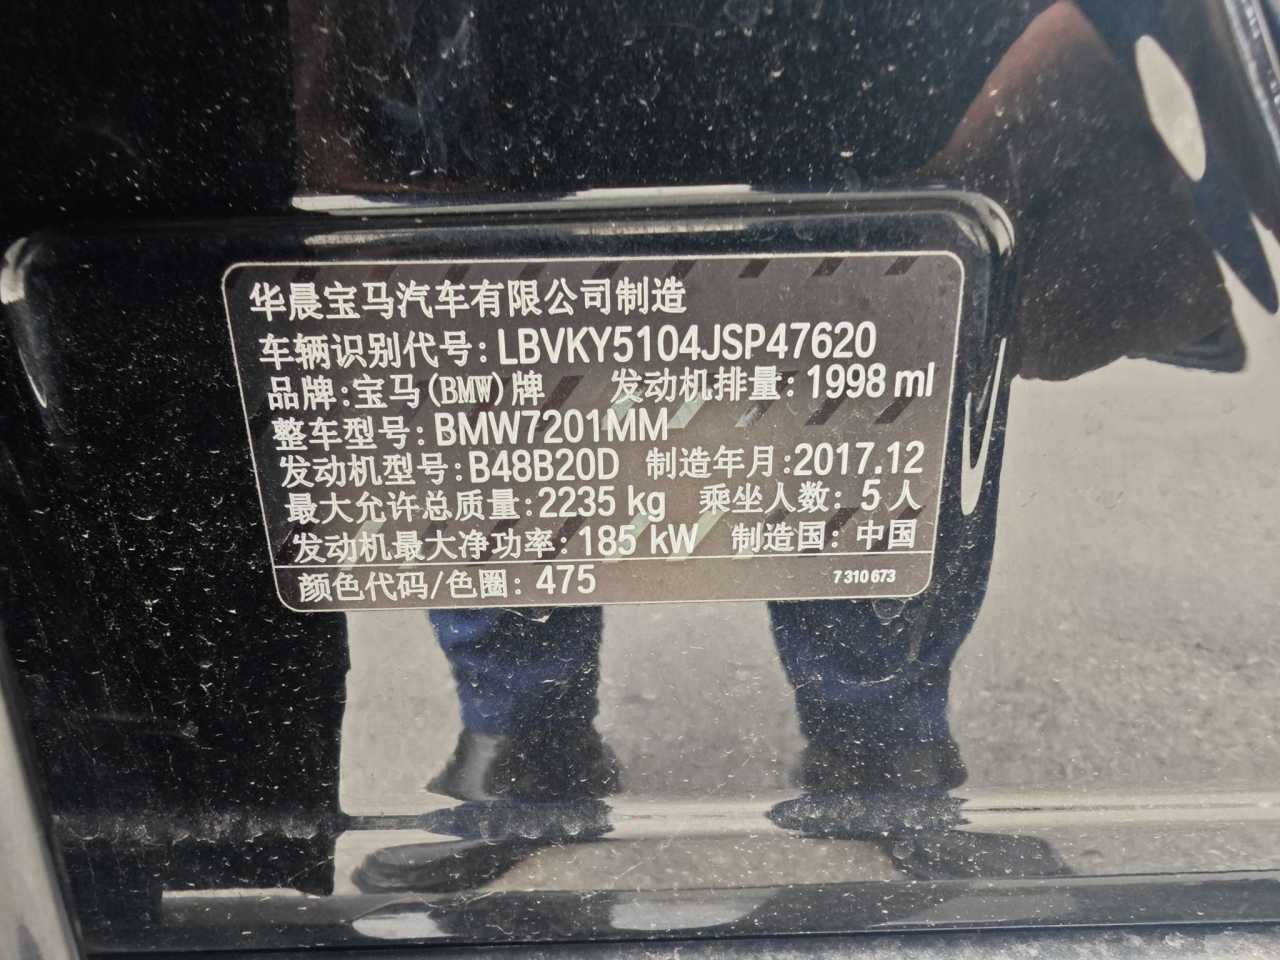 华晨宝马汽车有限公司制造
车辆识别代号: LBVKY5104JSP47620
品牌: 宝马(BMW)牌 发动机排量: 1998 ml
整车型号: BMW7201MM
发动机型号: B48B20D 制造年月: 2017.12
最大允许总质量: 2235 kg 乘坐人数: 5 人
发动机最大净功率: 185 kW 制造国: 中国
颜色代码/色圈: 475 7 310 673